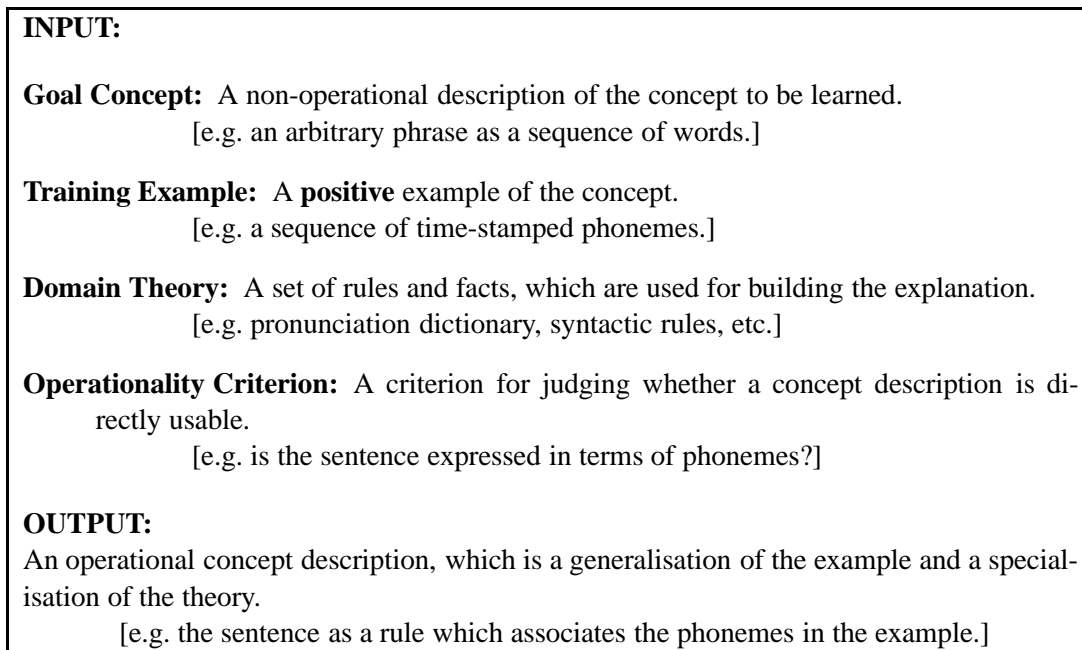 INPUT:
Goal Concept: A non-operational description of the concept to be learned.
[e.g. an arbitrary phrase as a sequence of words.]
Training Example: A positive example of the concept.
[e.g. a sequence of time-stamped phonemes.]
Domain Theory: A set of rules and facts, which are used for building the explanation.
[e.g. pronunciation dictionary, syntactic rules, etc.]
Operationality Criterion: A criterion for judging whether a concept description is di-
rectly usable.
[e.g. is the sentence expressed in terms of phonemes?]
OUTPUT:
An operational concept description, which is a generalisation of the example and a special-
isation of the theory.
[e.g. the sentence as a rule which associates the phonemes in the example.]